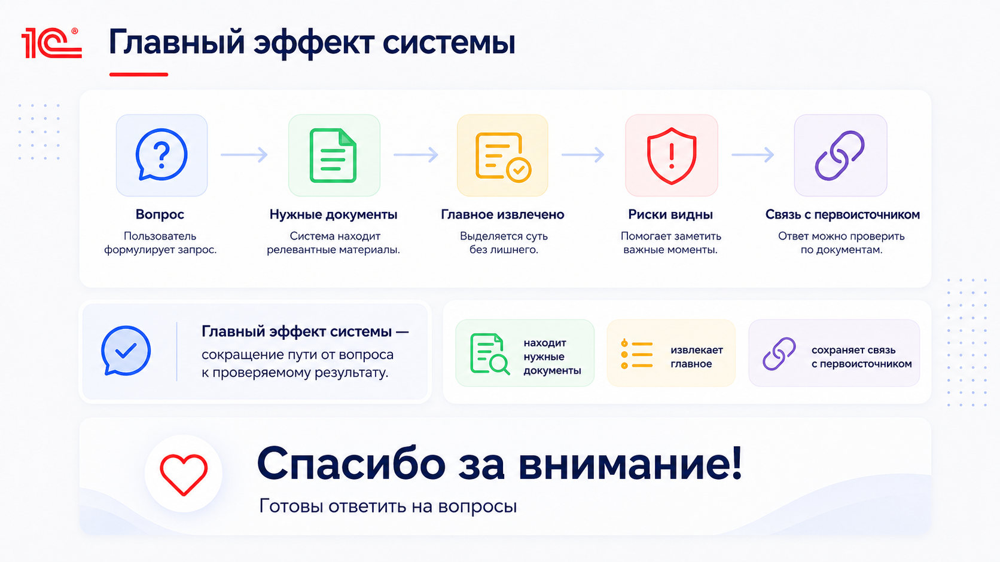 1С®
Главный эффект системы
Вопрос
Пользователь
формулирует запрос.
Нужные документы
Система находит
релевантные материалы.
Главное извлечено
Выделяется суть
без лишнего.
Риски видны
Помогает заметить
важные моменты.
Связь с первоисточником
Ответ можно проверить
по документам.
Главный эффект системы —
сокращение пути от вопроса
к проверяемому результату.
находит
нужные
документы
извлекает
главное
сохраняет связь
с первоисточником
Спасибо за внимание!
Готовы ответить на вопросы